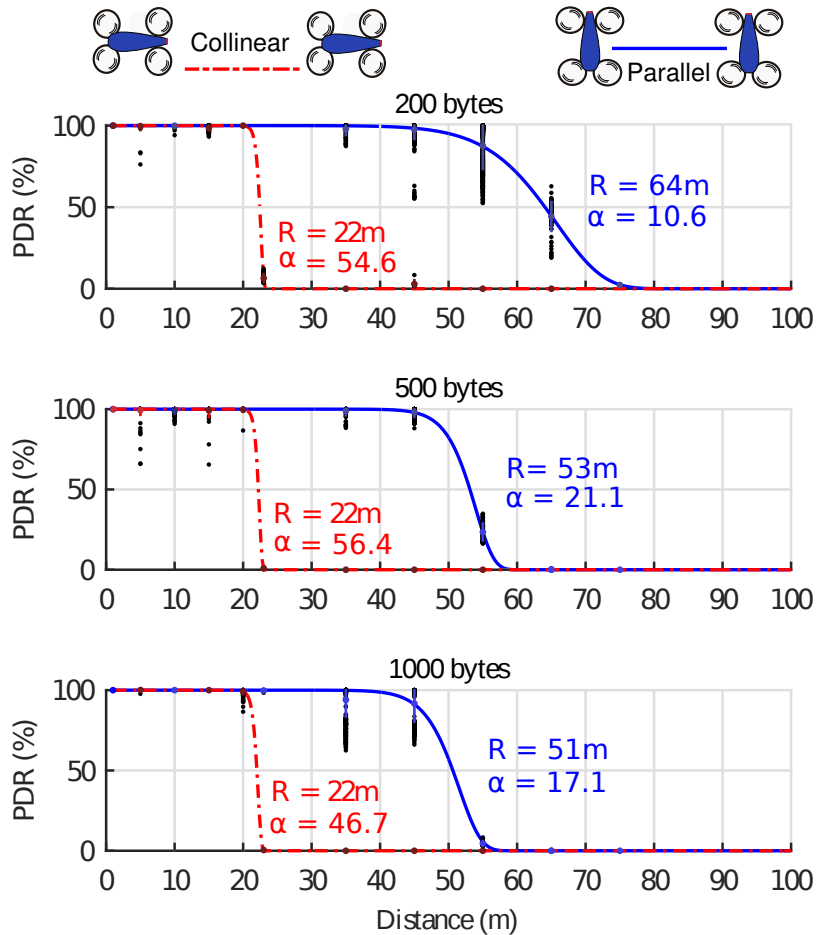 Collinear
Parallel
200 bytes
PDR (%)
100
50
0
R = 22m
α = 54.6
R = 64m
α = 10.6
0 10 20 30 40 50 60 70 80 90 100
500 bytes
PDR (%)
100
50
0
R = 22m
α = 56.4
R= 53m
α = 21.1
0 10 20 30 40 50 60 70 80 90 100
1000 bytes
PDR (%)
100
50
0
R = 22m
α = 46.7
R = 51m
α = 17.1
0 10 20 30 40 50 60 70 80 90 100
Distance (m)